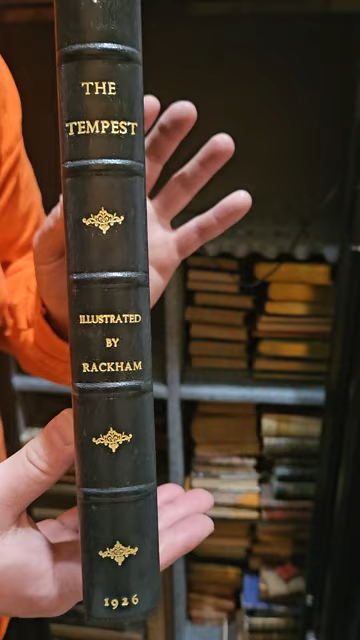 THE
TEMPEST
ILLUSTRATED
BY
RACKHAM
1926